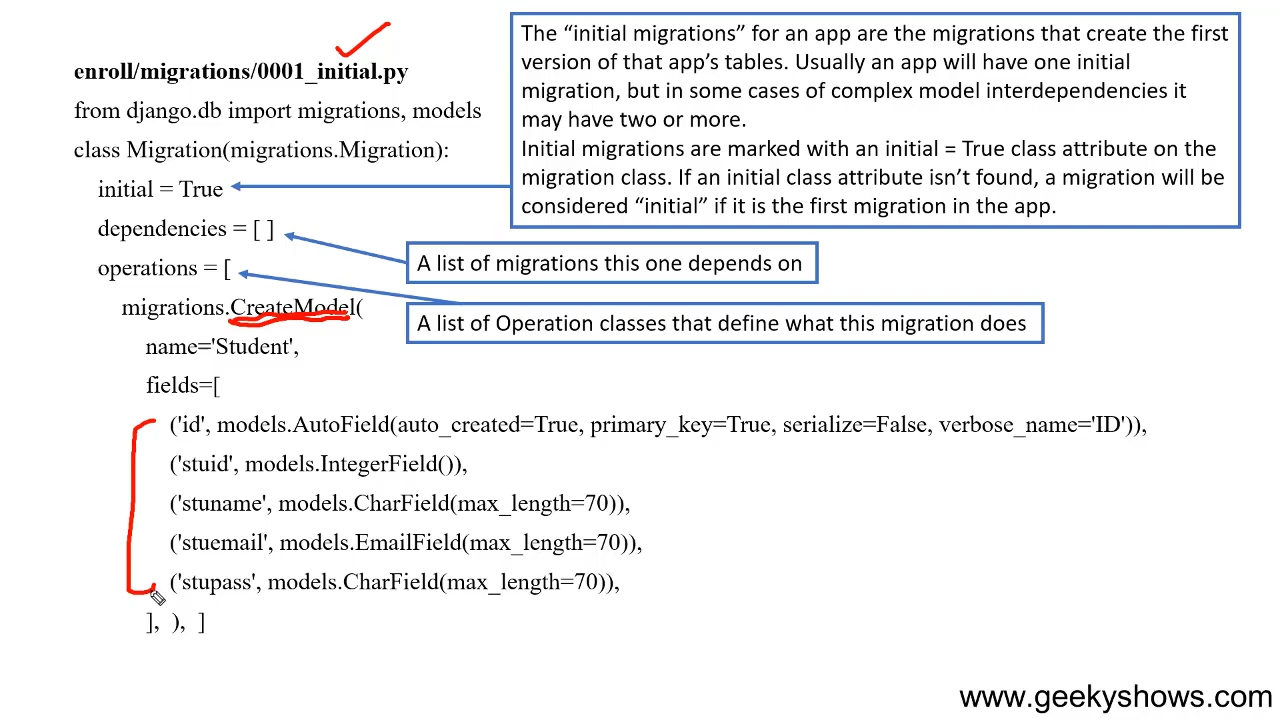 enroll/migrations/0001_initial.py
from django.db import migrations, models
class Migration(migrations.Migration):
initial = True
dependencies = [ ]
operations = [
migrations.CreateModel(
name='Student',
fields=[
('id', models.AutoField(auto_created=True, primary_key=True, serialize=False, verbose_name='ID')),
('stuid', models.IntegerField()),
('stuname', models.CharField(max_length=70)),
('stuemail', models.EmailField(max_length=70)),
('stupass', models.CharField(max_length=70)),
], ), ]
The “initial migrations” for an app are the migrations that create the first
version of that app’s tables. Usually an app will have one initial
migration, but in some cases of complex model interdependencies it
may have two or more.
Initial migrations are marked with an initial = True class attribute on the
migration class. If an initial class attribute isn’t found, a migration will be
considered “initial” if it is the first migration in the app.
A list of migrations this one depends on
A list of Operation classes that define what this migration does
www.geekyshows.com